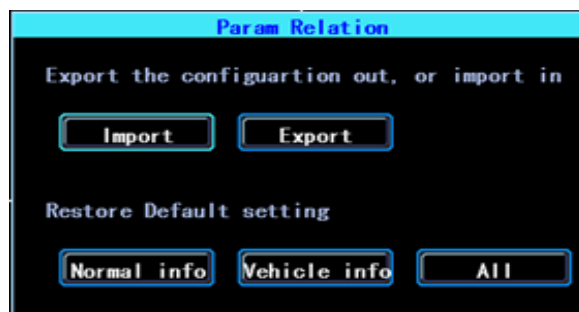 Param Relation
Export the configuartion out, or import in
Import Export
Restore Default setting
Normal info Vehicle info All